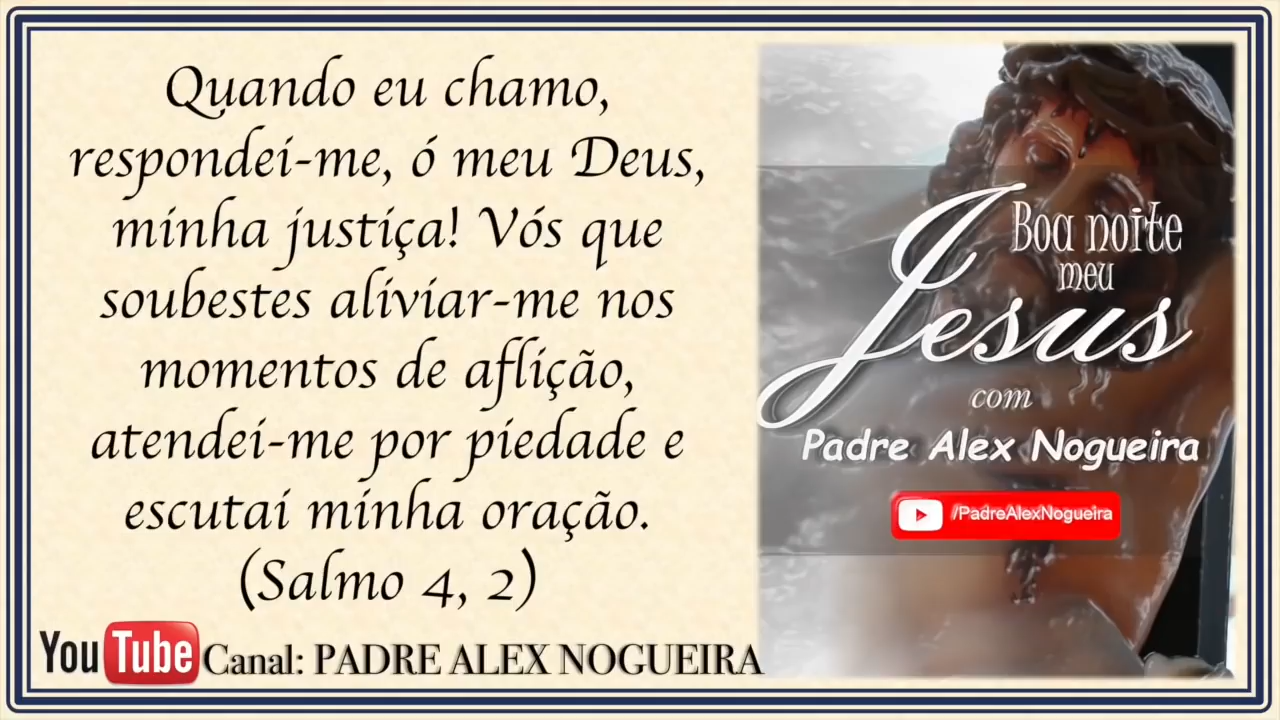 Quando eu chamo,
respondei-me, ó meu Deus,
minha justiça! Vós que
soubestes aliviar-me nos
momentos de aflição,
atendei-me por piedade e
escutai minha oração.
(Salmo 4, 2)
YouTube Canal: PADRE ALEX NOGUEIRA
Boa noite
meu
Jesus
com
Padre Alex Nogueira
/PadreAlexNogueira